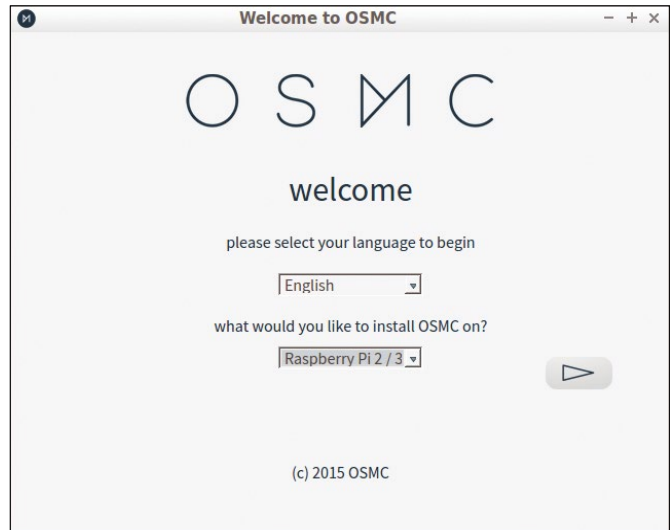 Welcome to OSMC
OSMC
welcome
please select your language to begin
English
what would you like to install OSMC on?
Raspberry Pi 2 / 3
(c) 2015 OSMC